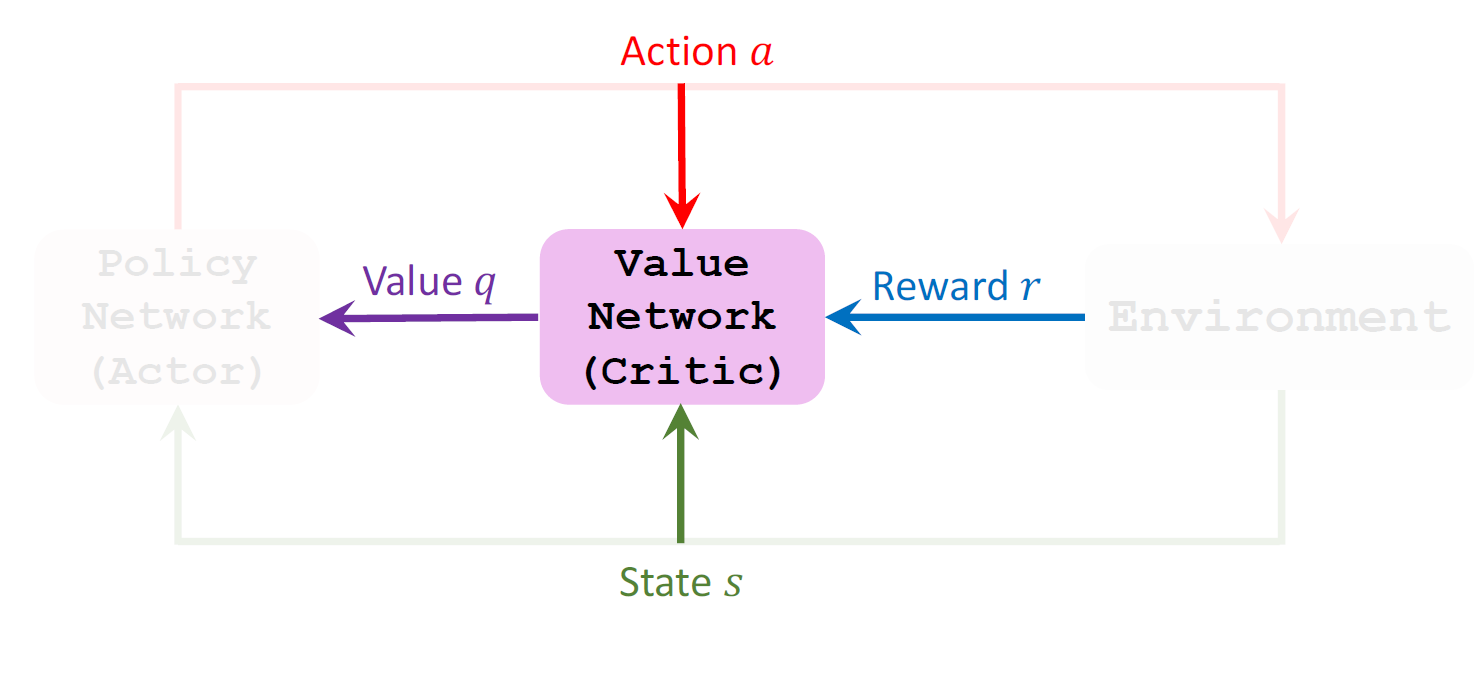 Action a
Policy
Network
(Actor)
Value q
Value
Network
(Critic)
Reward r
Environment
State s